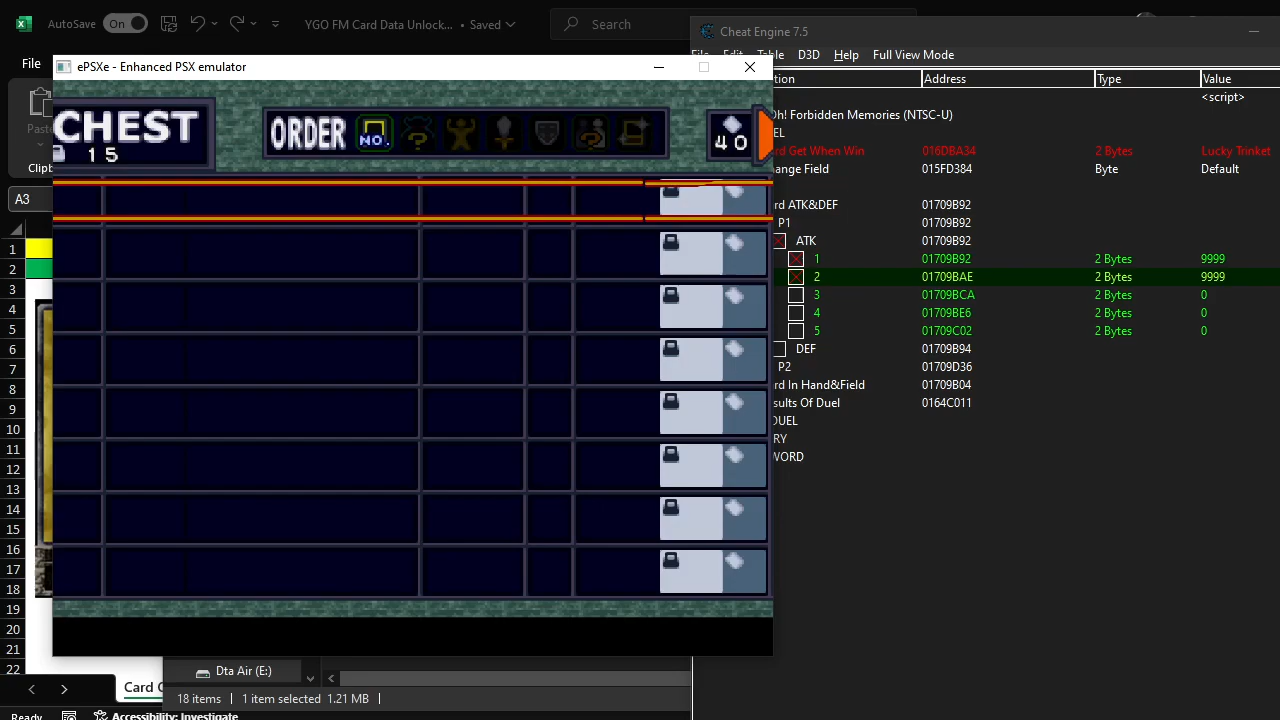 AutoSave On YGO FM Card Data Unlock... • Saved Search
File
Paste
Clipb
A3
1
2
3
4
5
6
7
8
9
10
11
12
13
14
15
16
17
18
19
20
21
22
ePSXe - Enhanced PSX emulator
CHEST
15
ORDER NO. ? ?
40
Cheat Engine 7.5
File Edit Table D3D Help Full View Mode
tion Address Type Value
<script>
Oh! Forbidden Memories (NTSC-U)
EL
rd Get When Win 016DBA34 2 Bytes Lucky Trinket
hange Field 015FD384 Byte Default
rd ATK&DEF 01709B92
P1 01709B92
ATK 01709B92
1 01709B92 2 Bytes 9999
2 01709BAE 2 Bytes 9999
3 01709BCA 2 Bytes 0
4 01709BE6 2 Bytes 0
5 01709C02 2 Bytes 0
DEF 01709B94
P2 01709D36
rd In Hand&Field 01709B04
sults Of Duel 0164C011
DUEL
RY
WORD
Dta Air (E:)
18 items 1 item selected 1.21 MB
Card C
Ready Accessibility: Investigate